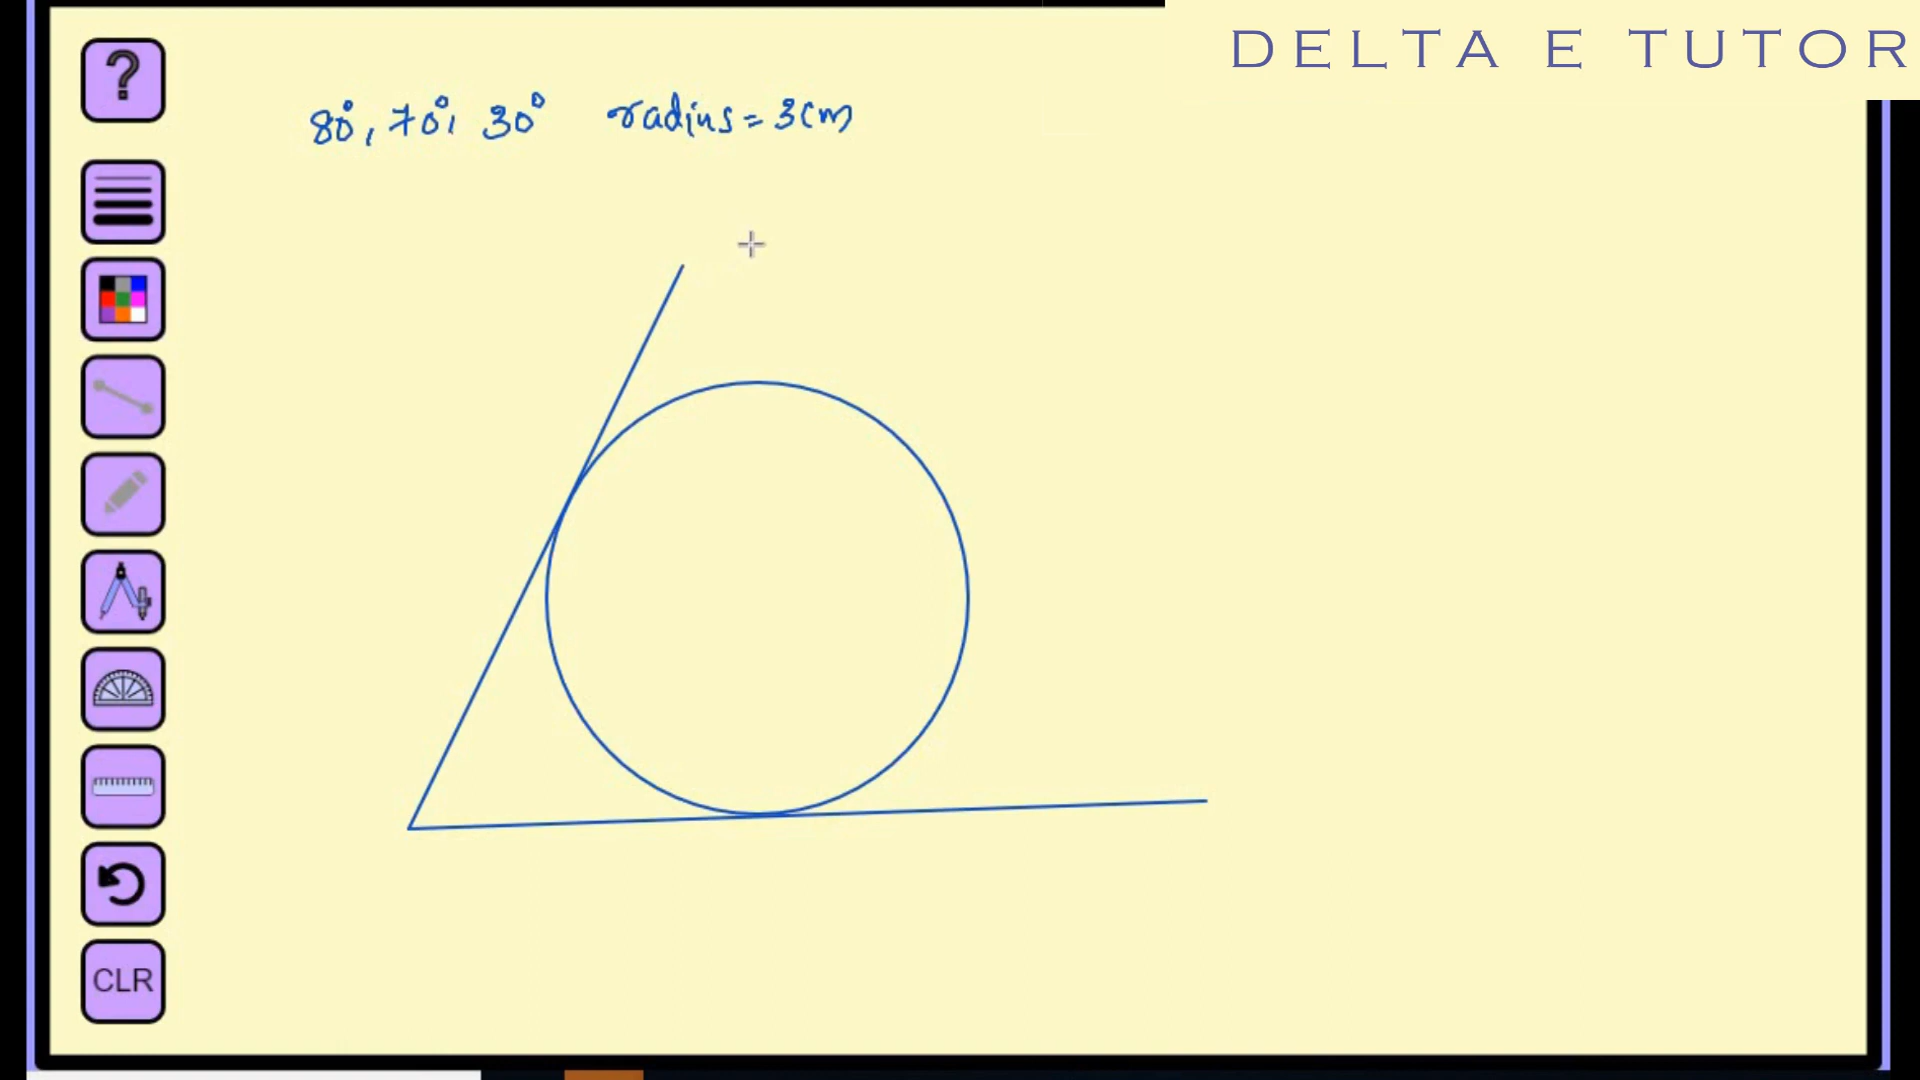 DELTA E TUTOR
80°, 70°, 30° radius = 3cm
?
CLR